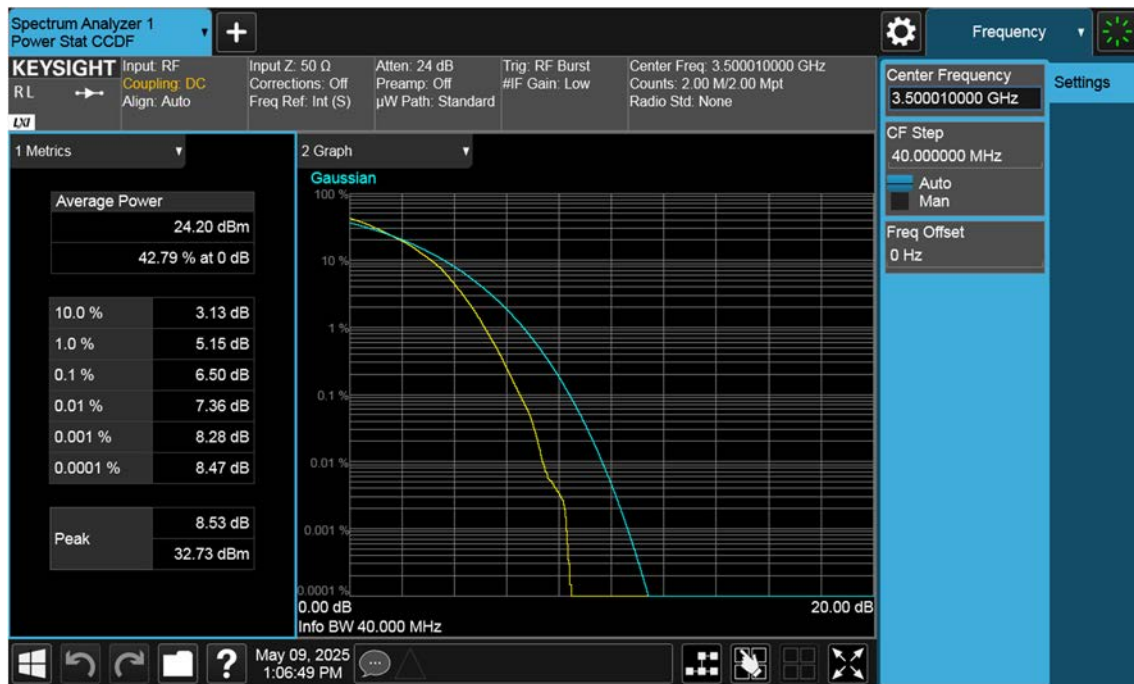 Spectrum Analyzer 1
Power Stat CCDF
Frequency
KEYSIGHT
RL
LXI
Input: RF
Coupling: DC
Align: Auto
Input Z: 50 Ω
Corrections: Off
Freq Ref: Int (S)
Atten: 24 dB
Preamp: Off
µW Path: Standard
Trig: RF Burst
#IF Gain: Low
Center Freq: 3.500010000 GHz
Counts: 2.00 M/2.00 Mpt
Radio Std: None
Center Frequency
3.500010000 GHz
Settings
CF Step
40.000000 MHz
Auto
Man
Freq Offset
0 Hz
1 Metrics
Average Power
24.20 dBm
42.79 % at 0 dB
10.0 % 3.13 dB
1.0 % 5.15 dB
0.1 % 6.50 dB
0.01 % 7.36 dB
0.001 % 8.28 dB
0.0001 % 8.47 dB
Peak
8.53 dB
32.73 dBm
2 Graph
Gaussian
100 %
10 %
1 %
0.1 %
0.01 %
0.001 %
0.0001 %
0.00 dB 20.00 dB
Info BW 40.000 MHz
?
May 09, 2025
1:06:49 PM